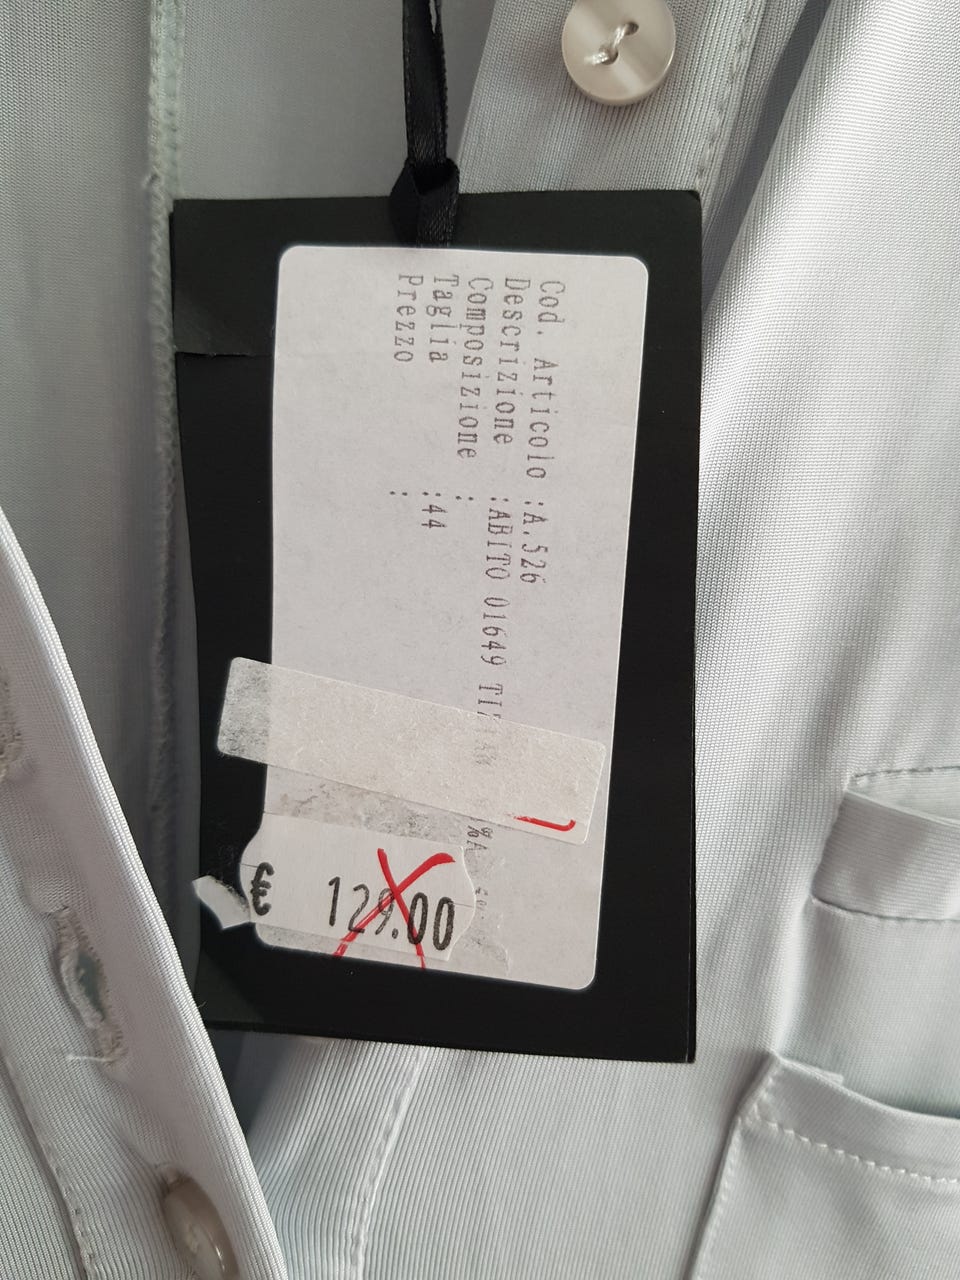 Cod. Articolo :A.526
Descrizione :ABITO 01649
Composizione :
Taglia :44
Prezzo :
€ 129.00